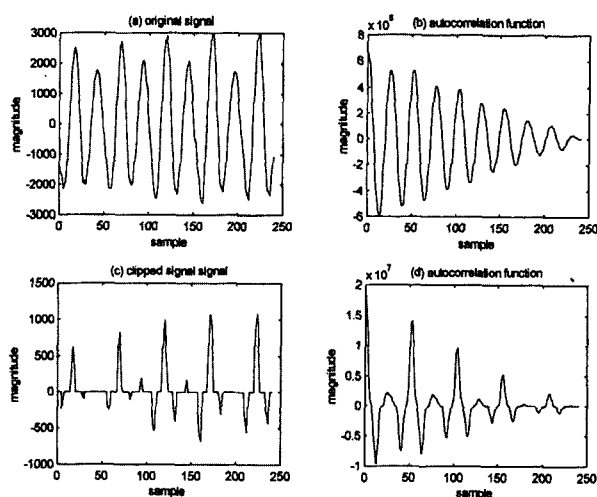 (a) original signal
3000
2000
1000
0
-1000
-2000
-3000
magnitude
0 50 100 150 200 250
sample
(b) autocorrelation function
x 10^8
8
6
4
2
0
-2
-4
-6
magnitude
0 50 100 150 200 250
sample
(c) clipped signal signal
1500
1000
500
0
-500
-1000
magnitude
0 50 100 150 200 250
sample
(d) autocorrelation function
x 10^7
2
1.5
1
0.5
0
-0.5
-1
magnitude
0 50 100 150 200 250
sample